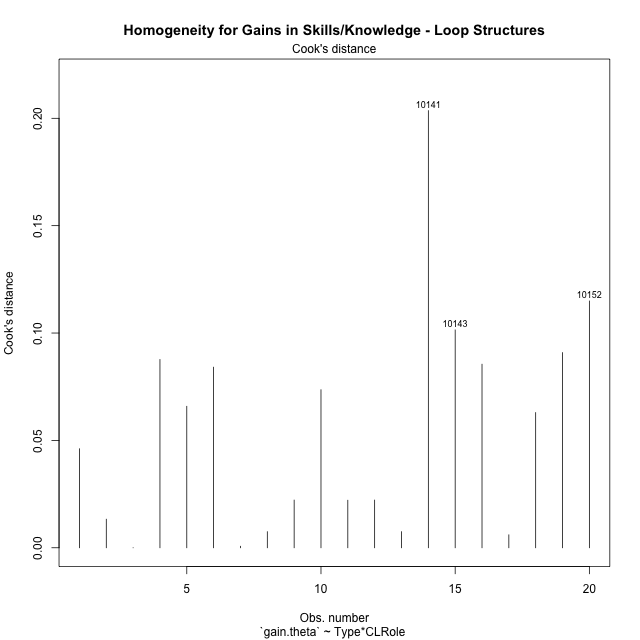 Homogeneity for Gains in Skills/Knowledge - Loop Structures
Cook's distance
10141
10152
10143
Cook's distance
0.20
0.15
0.10
0.05
0.00
5 10 15 20
Obs. number
`gain.theta` ~ Type*CLRole